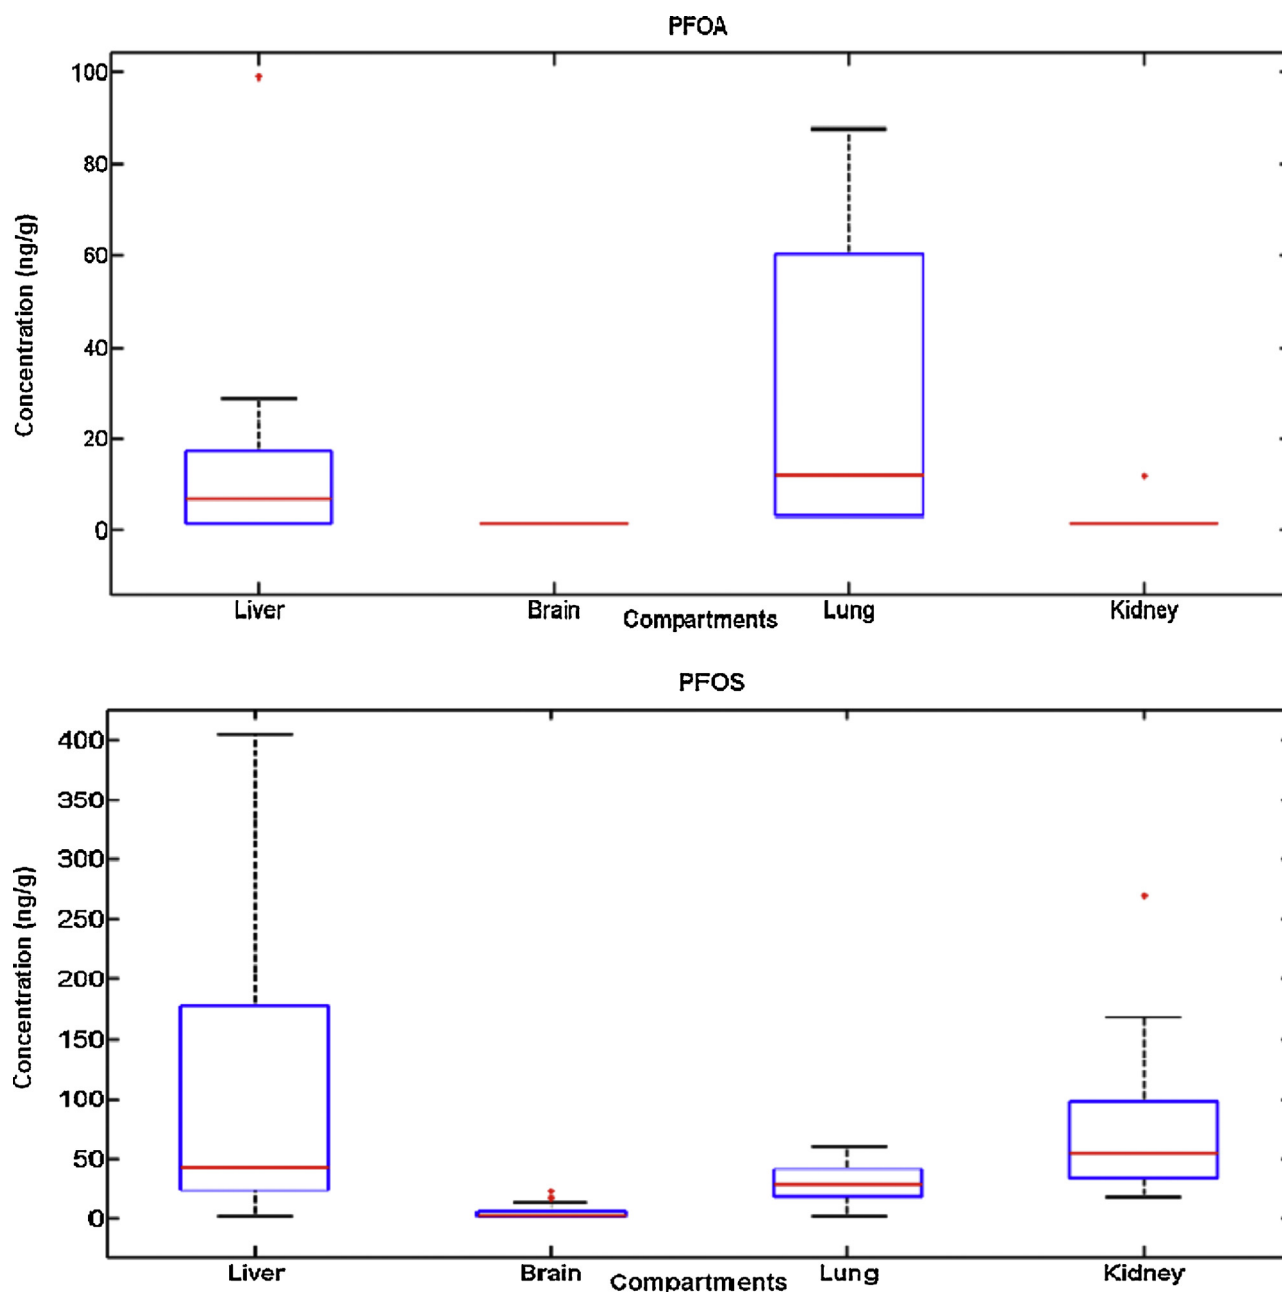 PFOA
Concentration (ng/g)
100
80
60
40
20
0
Liver Brain Lung Kidney
Compartments
PFOS
Concentration (ng/g)
400
350
300
250
200
150
100
50
0
Liver Brain Lung Kidney
Compartments